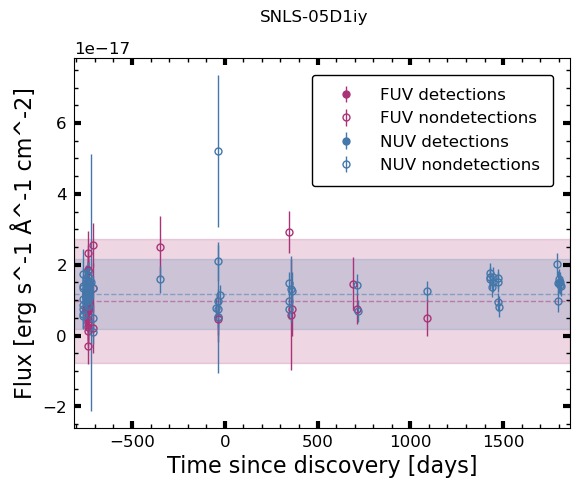 SNLS-05D1iy
1e−17
FUV detections
FUV nondetections
NUV detections
NUV nondetections
6
4
2
0
−2
Flux [erg s^-1 Å^-1 cm^-2]
−500
0
500
1000
1500
Time since discovery [days]